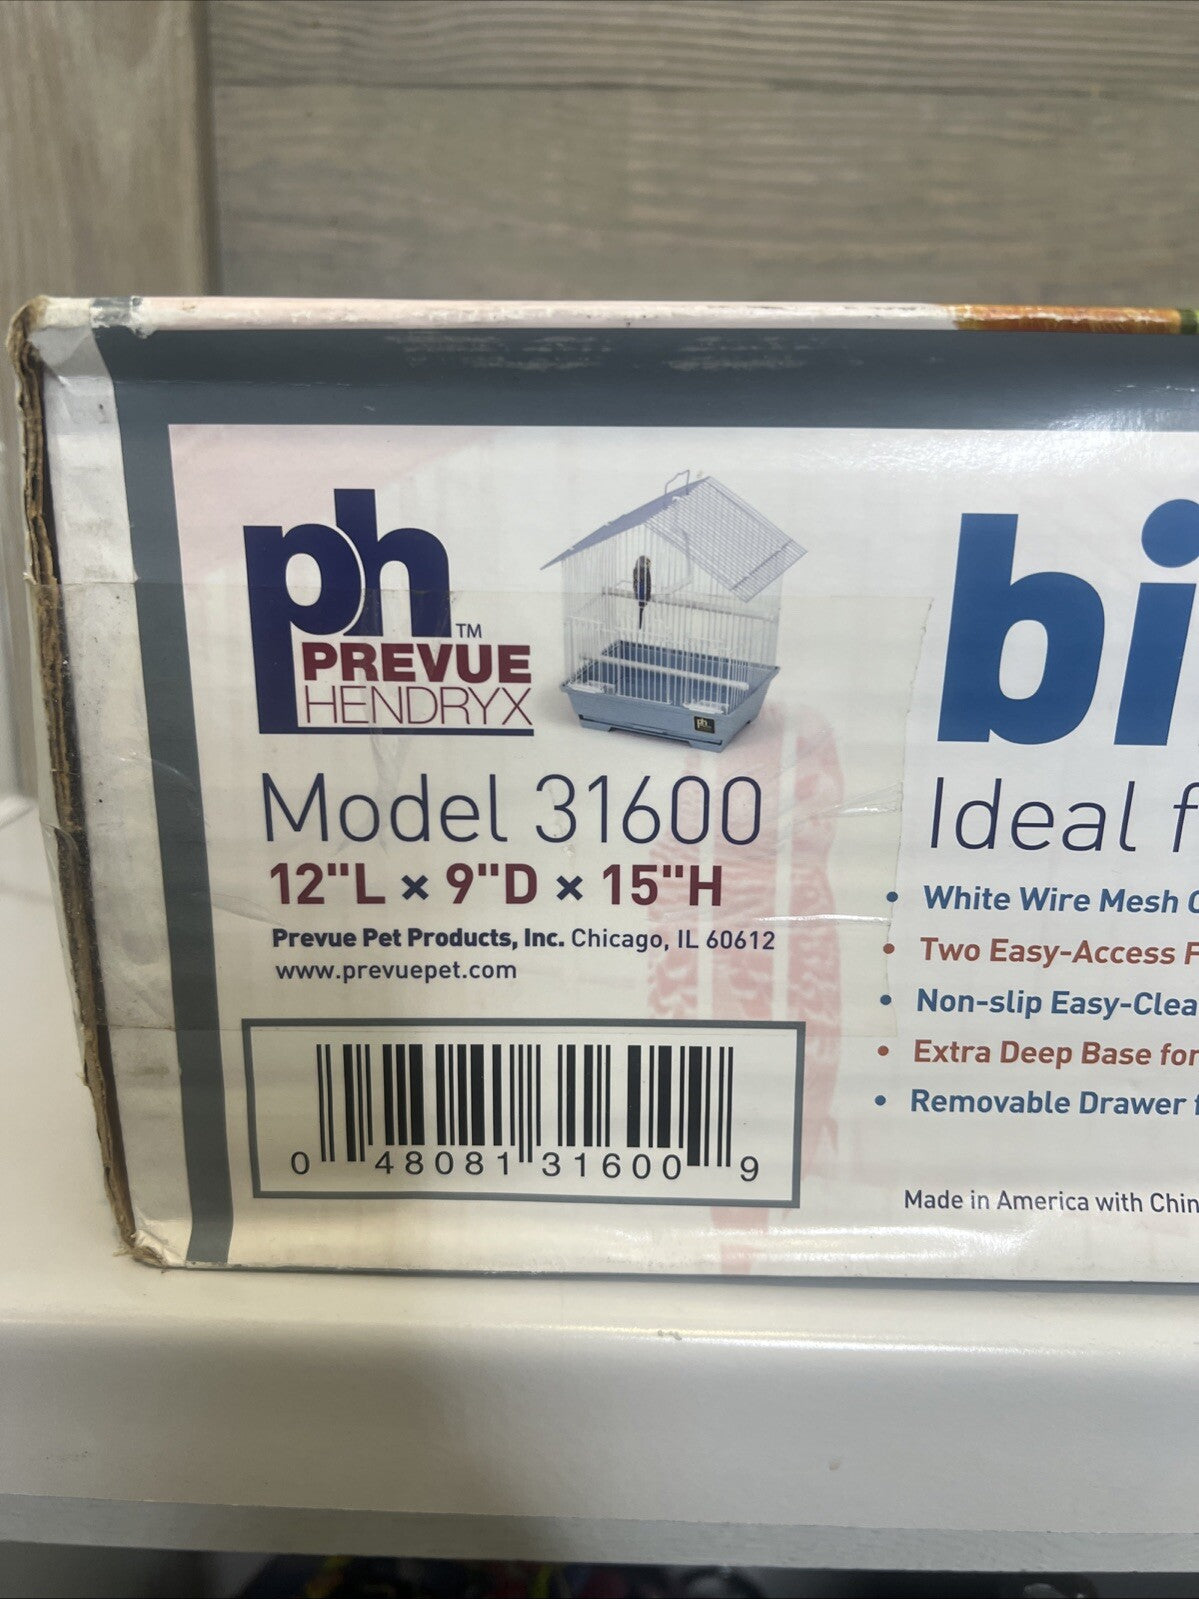 ph™
PREVUE
HENDRYX
Model 31600
12"L × 9"D × 15"H
Prevue Pet Products, Inc. Chicago, IL 60612
www.prevuepet.com
0 48081 31600 9
ph
bi
Ideal f
• White Wire Mesh
• Two Easy-Access F
• Non-slip Easy-Clea
• Extra Deep Base for
• Removable Drawer f
Made in America with Chin